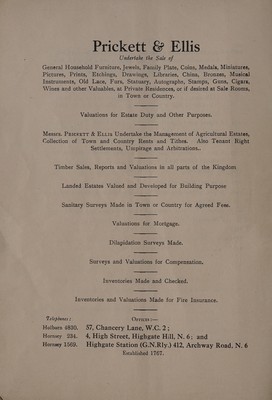 Prickett & Ellis
Undertake the Sale of
General Household Furniture, Jewels, Family Plate, Coins, Medals, Miniatures,
Pictures, Prints, Etchings, Drawings, Libraries, China, Bronzes, Musical
Instruments, Old Lace, Furs, Statuary, Autographs, Stamps, Guns, Cigars,
Wines and other Valuables, at Private Residences, or if desired at Sale Rooms,
in Town or Country.
Valuations for Estate Duty and Other Purposes.
Messrs. PRICKETT & ELLIS Undertake the Management of Agricultural Estates,
Collection of Town and Country Rents and Tithes. Also Tenant Right
Settlements, Umpirage and Arbitrations.
Timber Sales, Reports and Valuations in all parts of the Kingdom
Landed Estates Valued and Developed for Building Purpose
Sanitary Surveys Made in Town or Country for Agreed Fees.
Valuations for Mortgage.
Dilapidation Surveys Made.
Surveys and Valuations for Compensation.
Inventories Made and Checked.
Inventories and Valuations Made for Fire Insurance.
Telephones: OFFICES:—
Holborn 4830. 57, Chancery Lane, W.C. 2;
Hornsey 234. 4, High Street, Highgate Hill, N. 6; and
Hornsey 1569. Highgate Station (G.N.Rly.) 412, Archway Road, N. 6
Established 1767.